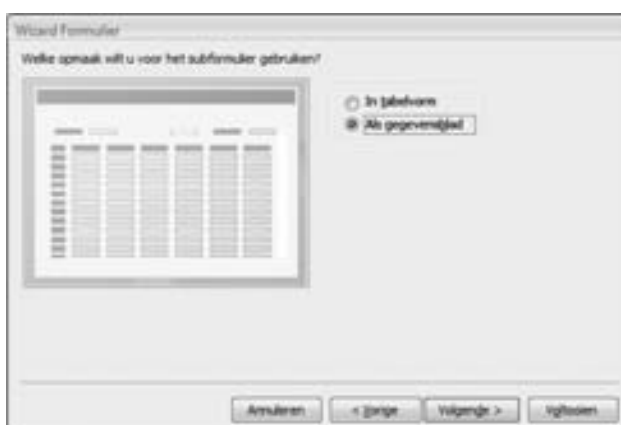 Wizard Formulier
Welke opmaak wilt u voor het subformulier gebruiken?
In tabelvorm
Als gegevensblad
Annuleren
< Vorige
Volgende >
Voltooien